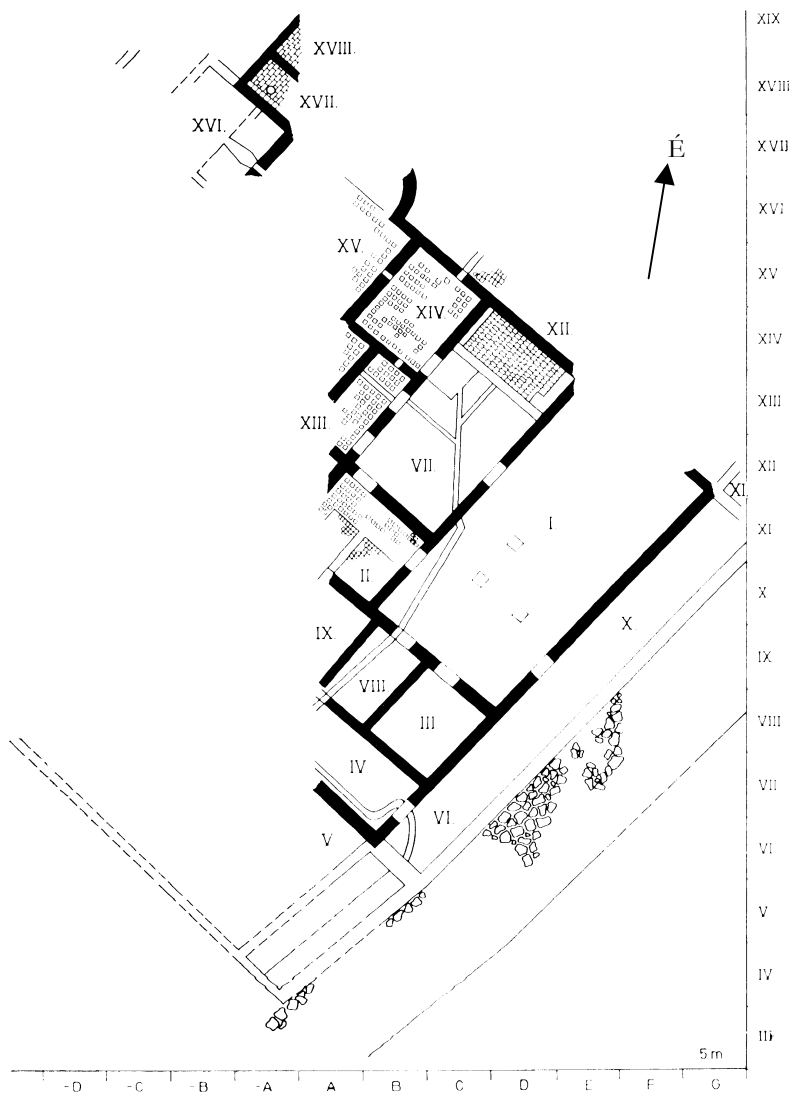 XIX
XVIII.
XVIII
XVII.
XVI.
É
XVII
XVI
XV.
XV
XIV.
XII.
XIV
XIII.
XIII
VII.
XII
XI.
I
XI
II
X
IX.
X.
IX
VIII.
III
VIII
IV
VII
VI.
V
VI
V
IV
III
5 m
-D -C -B -A A B C D E F G